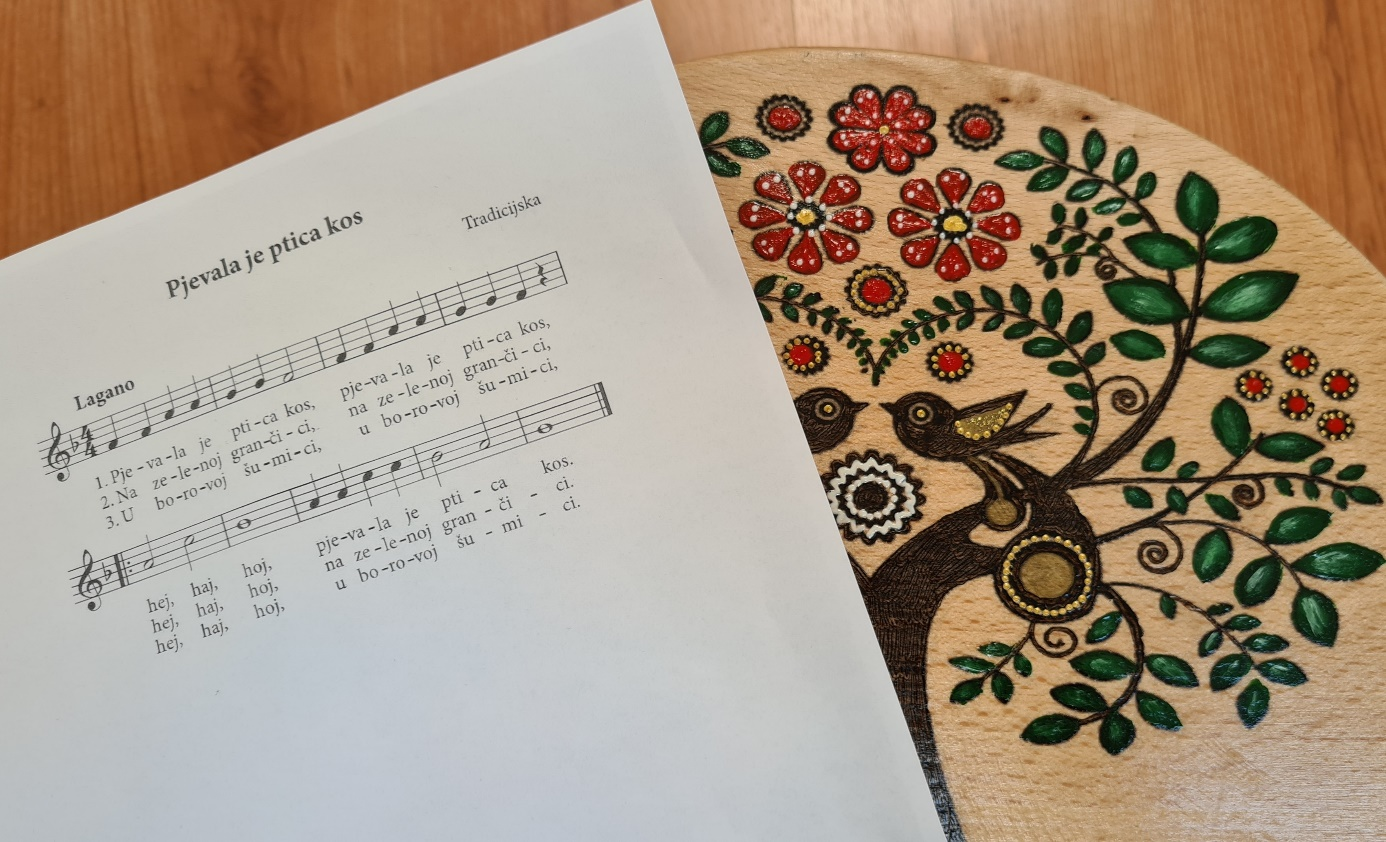 Pjevala je ptica kos
Tradicijska
Lagano
4
4
1. Pje-va-la je pti-ca kos, pje-va-la je pti-ca kos,
2. Na ze-le-noj gran-či-ci, na ze-le-noj gran-či-ci,
3. U bo-ro-voj šu-mi-ci, u bo-ro-voj šu-mi-ci,
hej, haj, hoj, pje-va-la je pti - ca kos.
hej, haj, hoj, na ze-le-noj gran - či - ci.
hej, haj, hoj, u bo-ro-voj šu - mi - ci.